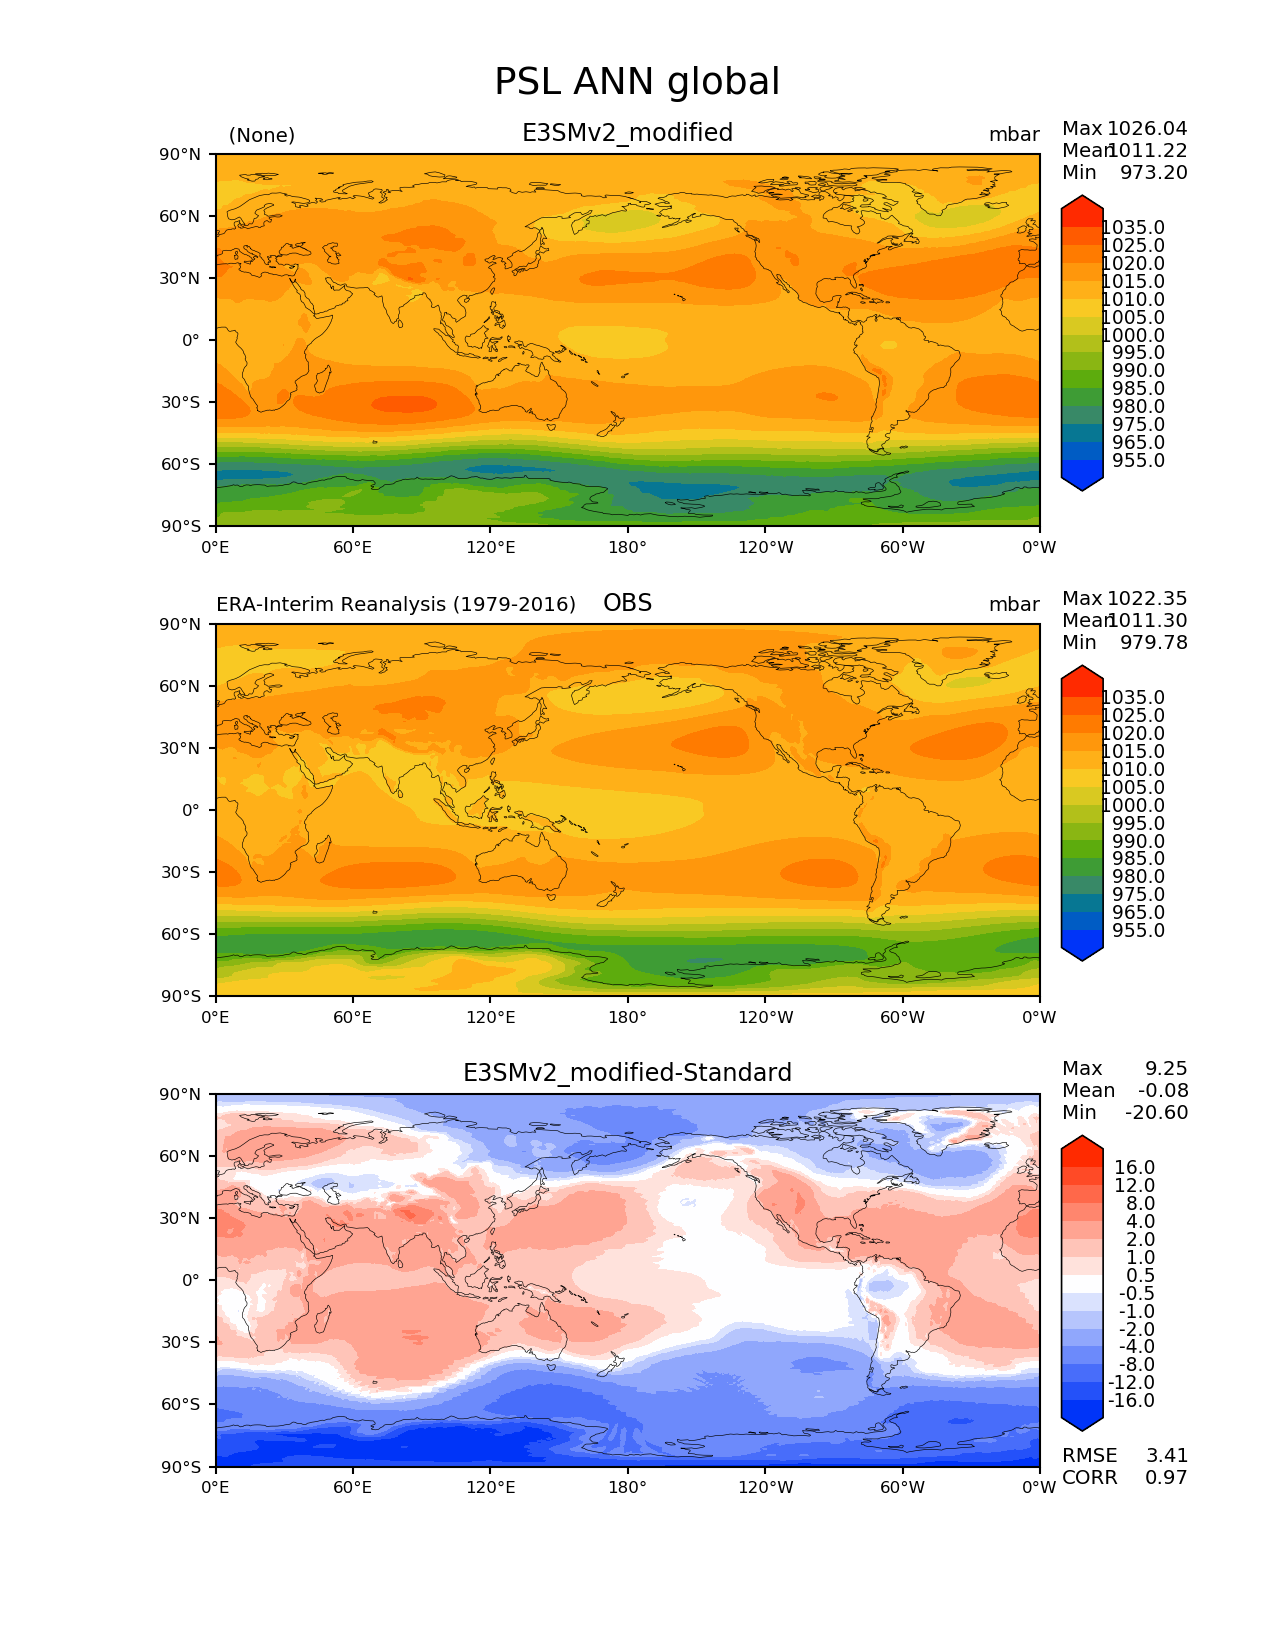 PSL ANN global
(None) E3SMv2_modified mbar
Max 1026.04
Mean 1011.22
Min 973.20
90°N
60°N
30°N
0°
30°S
60°S
90°S
0°E 60°E 120°E 180° 120°W 60°W 0°W
1035.0
1025.0
1020.0
1015.0
1010.0
1005.0
1000.0
995.0
990.0
985.0
980.0
975.0
965.0
955.0
ERA-Interim Reanalysis (1979-2016) OBS mbar
Max 1022.35
Mean 1011.30
Min 979.78
90°N
60°N
30°N
0°
30°S
60°S
90°S
0°E 60°E 120°E 180° 120°W 60°W 0°W
1035.0
1025.0
1020.0
1015.0
1010.0
1005.0
1000.0
995.0
990.0
985.0
980.0
975.0
965.0
955.0
E3SMv2_modified-Standard
Max 9.25
Mean -0.08
Min -20.60
90°N
60°N
30°N
0°
30°S
60°S
90°S
0°E 60°E 120°E 180° 120°W 60°W 0°W
16.0
12.0
8.0
4.0
2.0
1.0
0.5
-0.5
-1.0
-2.0
-4.0
-8.0
-12.0
-16.0
RMSE 3.41
CORR 0.97